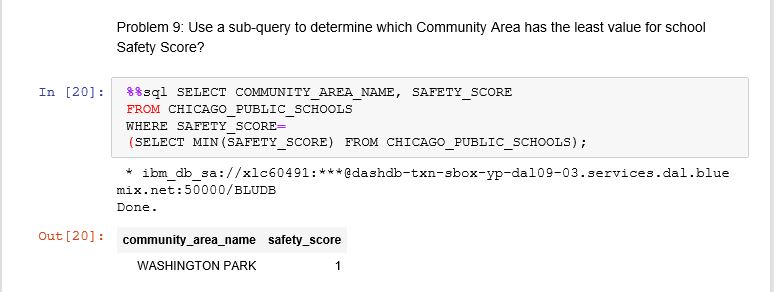 Problem 9: Use a sub-query to determine which Community Area has the least value for school
Safety Score?
In [20]: %%sql SELECT COMMUNITY_AREA_NAME, SAFETY_SCORE
FROM CHICAGO_PUBLIC_SCHOOLS
WHERE SAFETY_SCORE=
(SELECT MIN(SAFETY_SCORE) FROM CHICAGO_PUBLIC_SCHOOLS);
* ibm_db_sa://xlc60491:***@dashdb-txn-sbox-yp-dal09-03.services.dal.blue
mix.net:50000/BLUDB
Done.
Out[20]: community_area_name safety_score
WASHINGTON PARK 1